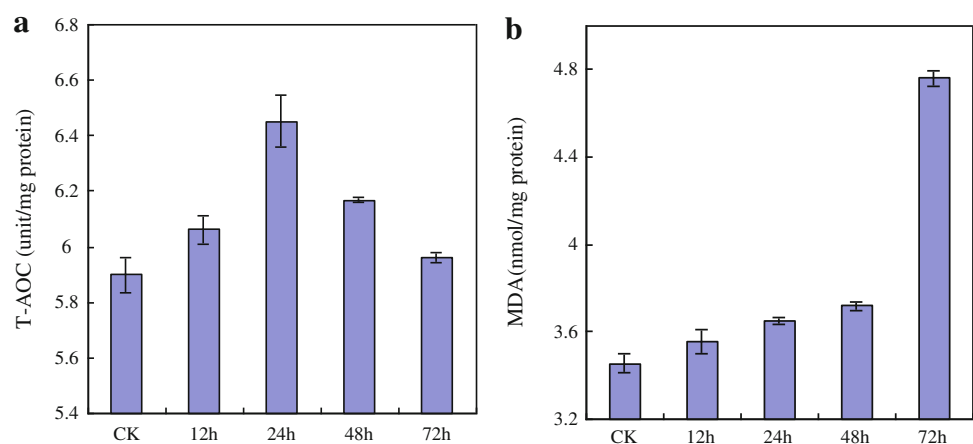 a
6.8
6.6
6.4
6.2
6
5.8
5.6
5.4
T-AOC (unit/mg protein)
CK 12h 24h 48h 72h
b
4.8
4.4
4
3.6
3.2
MDA(nmol/mg protein)
CK 12h 24h 48h 72h